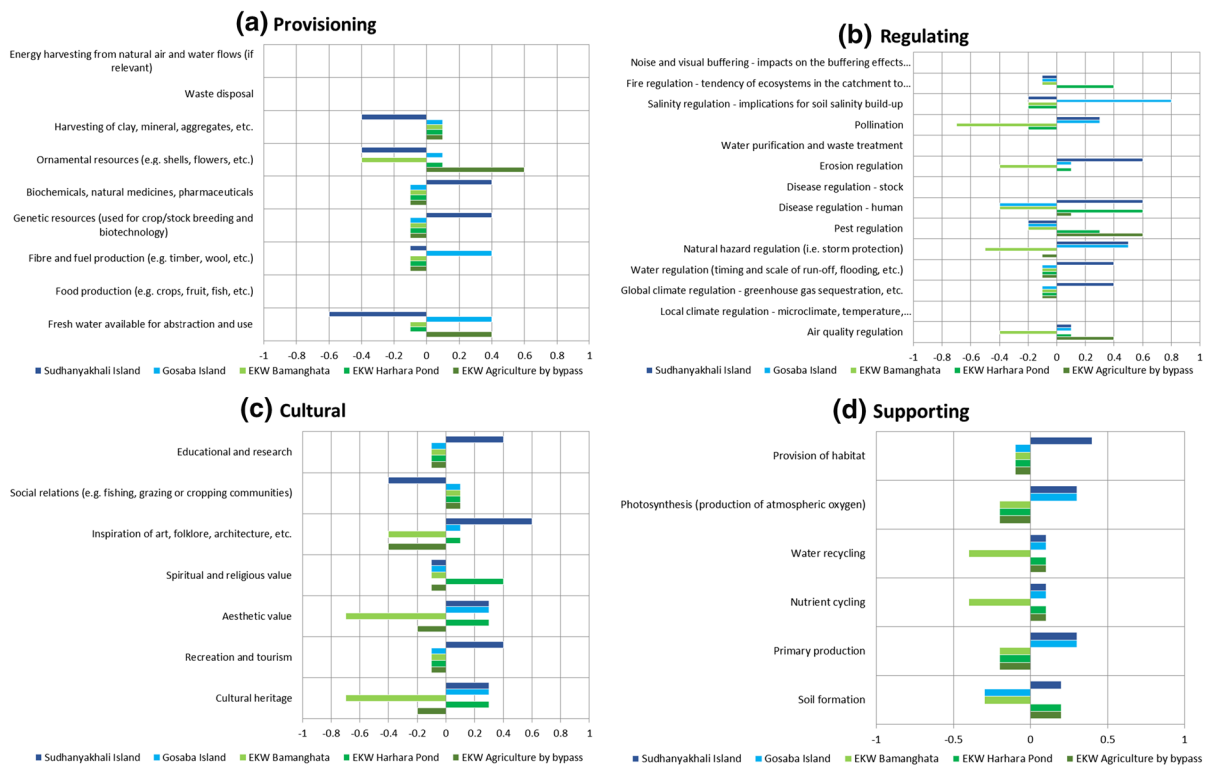 (a) Provisioning
Energy harvesting from natural air and water flows (if
relevant)
Waste disposal
Harvesting of clay, mineral, aggregates, etc.
Ornamental resources (e.g. shells, flowers, etc.)
Biochemicals, natural medicines, pharmaceuticals
Genetic resources (used for crop/stock breeding and
biotechnology)
Fibre and fuel production (e.g. timber, wool, etc.)
Food production (e.g. crops, fruit, fish, etc.)
Fresh water available for abstraction and use
-1 -0.8 -0.6 -0.4 -0.2 0 0.2 0.4 0.6 0.8 1
Sudhanyakhali Island Gosaba Island EKW Bamanghata EKW Harhara Pond EKW Agriculture by bypass
(b) Regulating
Noise and visual buffering - impacts on the buffering effects...
Fire regulation - tendency of ecosystems in the catchment to...
Salinity regulation - implications for soil salinity build-up
Pollination
Water purification and waste treatment
Erosion regulation
Disease regulation - stock
Disease regulation - human
Pest regulation
Natural hazard regulation (i.e. storm protection)
Water regulation (timing and scale of run-off, flooding, etc.)
Global climate regulation - greenhouse gas sequestration, etc.
Local climate regulation - microclimate, temperature,...
Air quality regulation
-1 -0.8 -0.6 -0.4 -0.2 0 0.2 0.4 0.6 0.8 1
Sudhanyakhali Island Gosaba Island EKW Bamanghata EKW Harhara Pond EKW Agriculture by bypass
(c) Cultural
Educational and research
Social relations (e.g. fishing, grazing or cropping communities)
Inspiration of art, folklore, architecture, etc.
Spiritual and religious value
Aesthetic value
Recreation and tourism
Cultural heritage
-1 -0.8 -0.6 -0.4 -0.2 0 0.2 0.4 0.6 0.8 1
Sudhanyakhali Island Gosaba Island EKW Bamanghata EKW Harhara Pond EKW Agriculture by bypass
(d) Supporting
Provision of habitat
Photosynthesis (production of atmospheric oxygen)
Water recycling
Nutrient cycling
Primary production
Soil formation
-1 -0.5 0 0.5 1
Sudhanyakhali Island Gosaba Island EKW Bamanghata EKW Harhara Pond EKW Agriculture by bypass